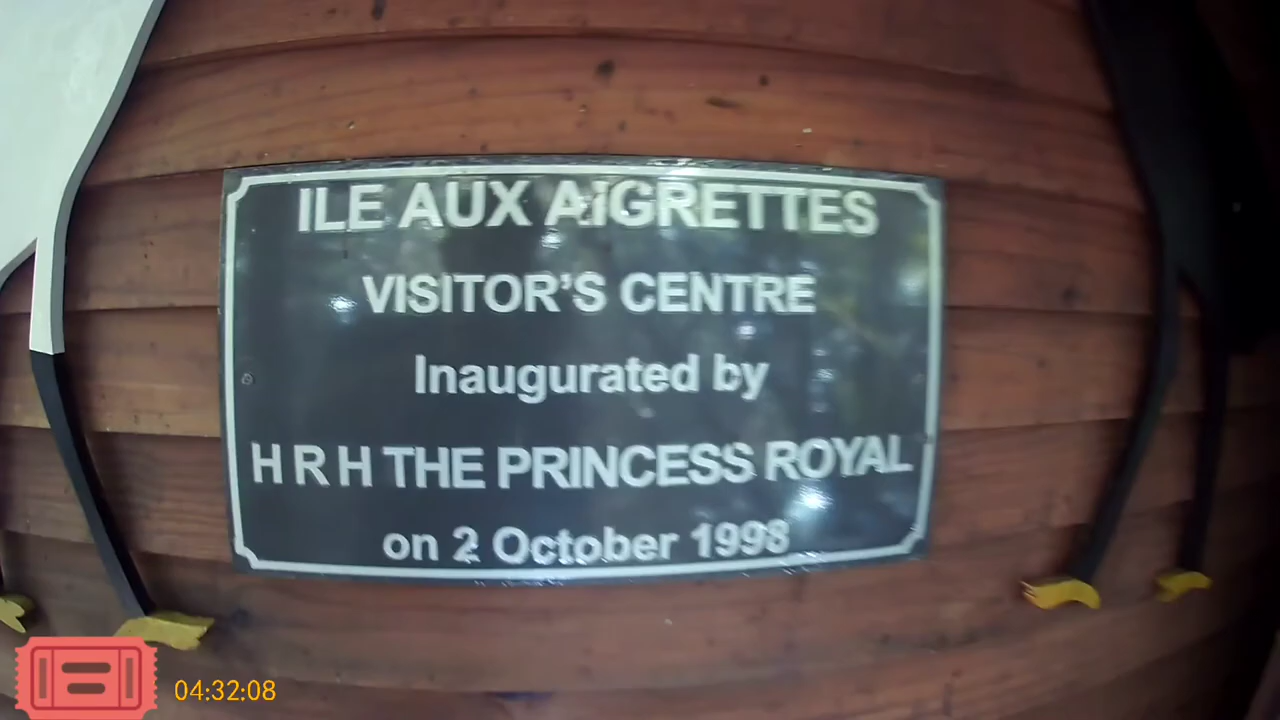 ILE AUX AIGRETTES
VISITOR'S CENTRE
Inaugurated by
H R H THE PRINCESS ROYAL
on 2 October 1998
04:32:08